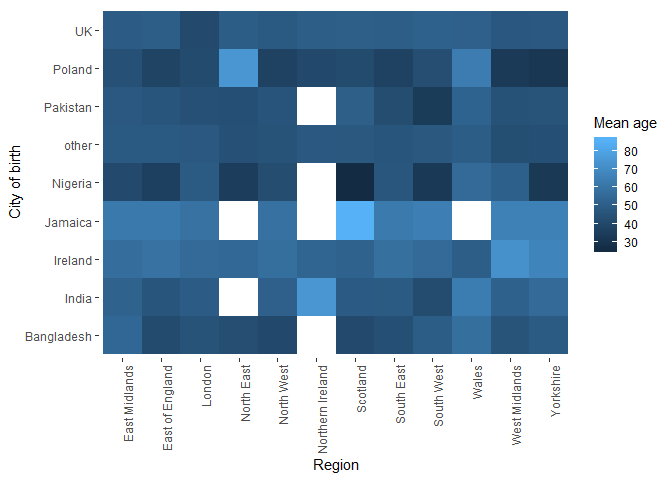 UK
Poland
Pakistan
other
Nigeria
Jamaica
Ireland
India
Bangladesh
City of birth
East Midlands
East of England
London
North East
North West
Northern Ireland
Scotland
South East
South West
Wales
West Midlands
Yorkshire
Region
Mean age
80
70
60
50
40
30